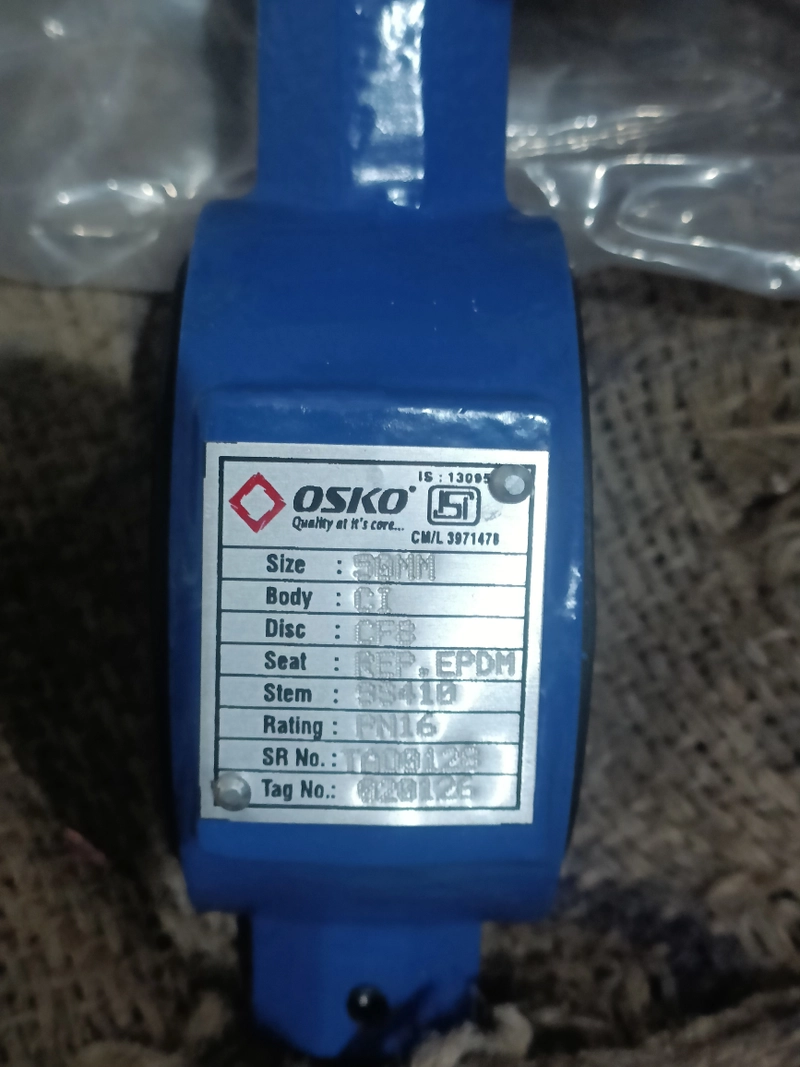 IS : 13095
OSKO
Quality at it's core...
CM/L 3971478
Size :
Body : CI
Disc : CF8
Seat : REP.EPDM
Stem : SS410
Rating : PN16
SR No. :
Tag No.: